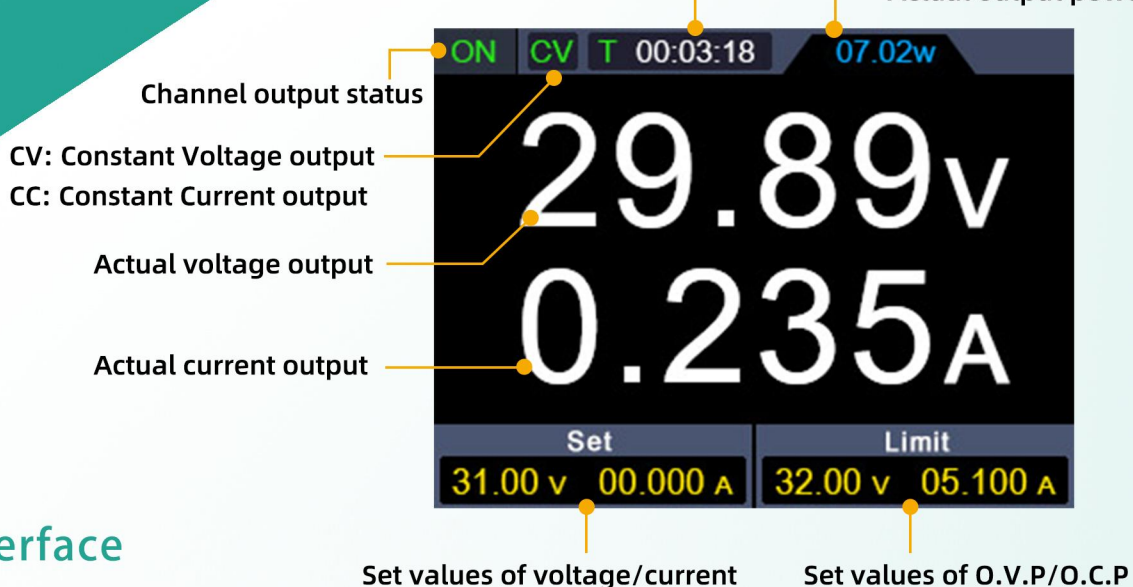 ON CV T 00:03:18 07.02w
Channel output status
29.89V
CV: Constant Voltage output
CC: Constant Current output
Actual voltage output
0.235A
Actual current output
Set Limit
31.00 V 00.000 A 32.00 V 05.100 A
erface
Set values of voltage/current Set values of O.V.P/O.C.P